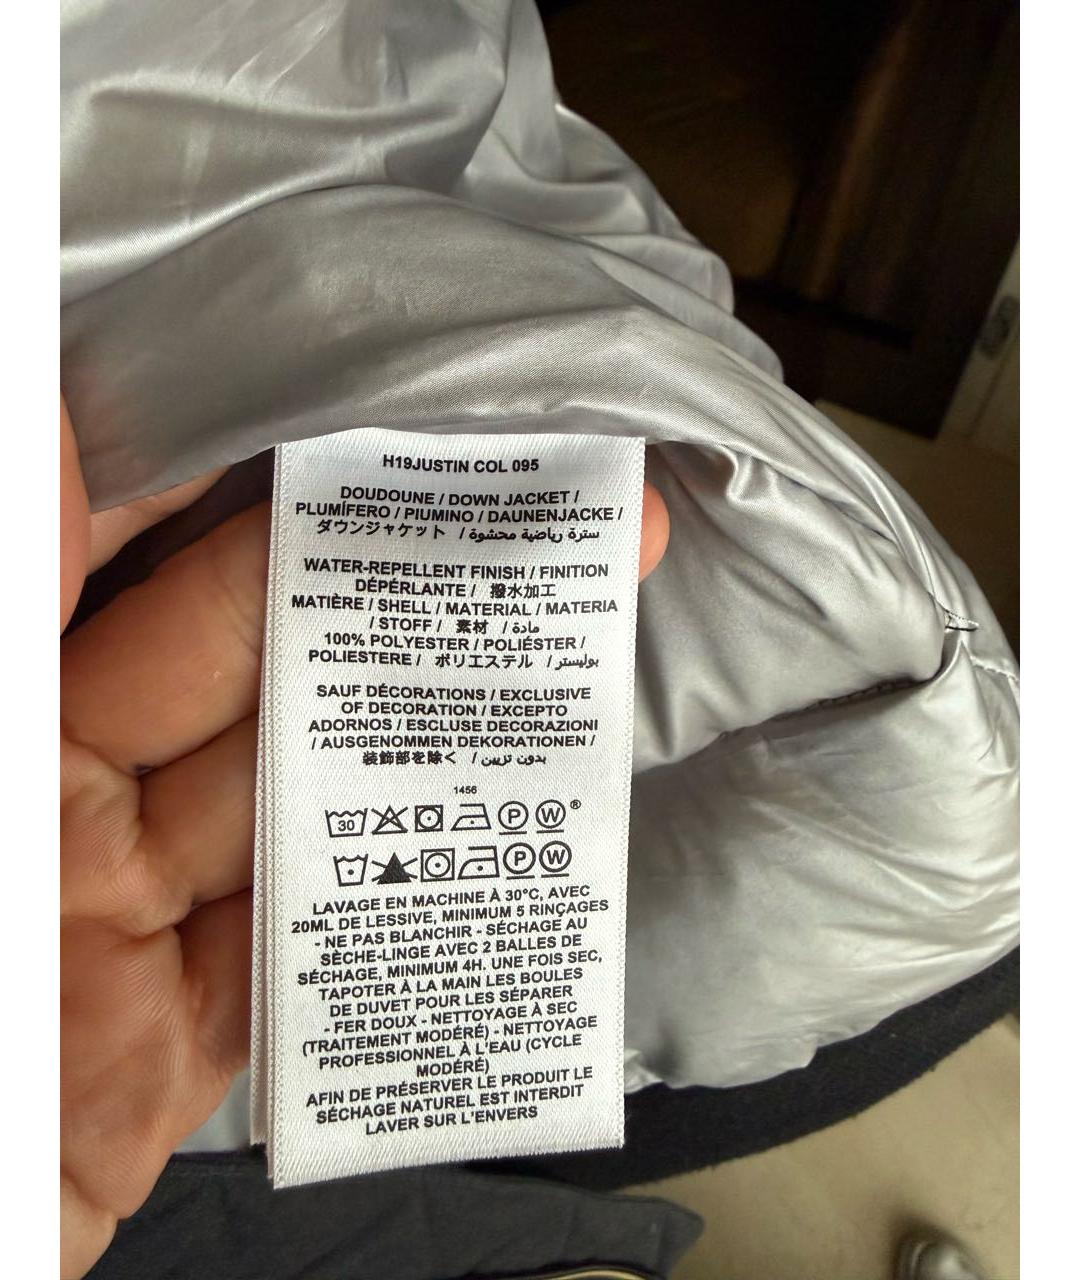 H19JUSTIN COL 095
DOUDOUNE / DOWN JACKET /
PLUMÍFERO / PIUMINO / DAUNENJACKE /
ダウンジャケット / سترة رياضية محشوة
WATER-REPELLENT FINISH / FINITION
DÉPERLANTE / 撥水加工
MATIÈRE / SHELL / MATERIAL / MATERIA
/ STOFF / 素材 / مادة
100% POLYESTER / POLIÉSTER /
POLIESTERE / ポリエステル / بوليستر
SAUF DÉCORATIONS / EXCLUSIVE
OF DECORATION / EXCEPTO
ADORNOS / ESCLUSE DECORAZIONI
/ AUSGENOMMEN DEKORATIONEN /
装飾部を除く / بدون تزيين
1456
30 P W ®
P W
LAVAGE EN MACHINE À 30°C, AVEC
20ML DE LESSIVE, MINIMUM 5 RINÇAGES
- NE PAS BLANCHIR - SÉCHAGE AU
SÈCHE-LINGE AVEC 2 BALLES DE
SÉCHAGE, MINIMUM 4H. UNE FOIS SEC,
TAPOTER À LA MAIN LES BOULES
DE DUVET POUR LES SÉPARER
- FER DOUX - NETTOYAGE À SEC
(TRAITEMENT MODÉRÉ) - NETTOYAGE
PROFESSIONNEL À L'EAU (CYCLE
MODÉRÉ)
AFIN DE PRÉSERVER LE PRODUIT LE
SÉCHAGE NATUREL EST INTERDIT
LAVER SUR L'ENVERS